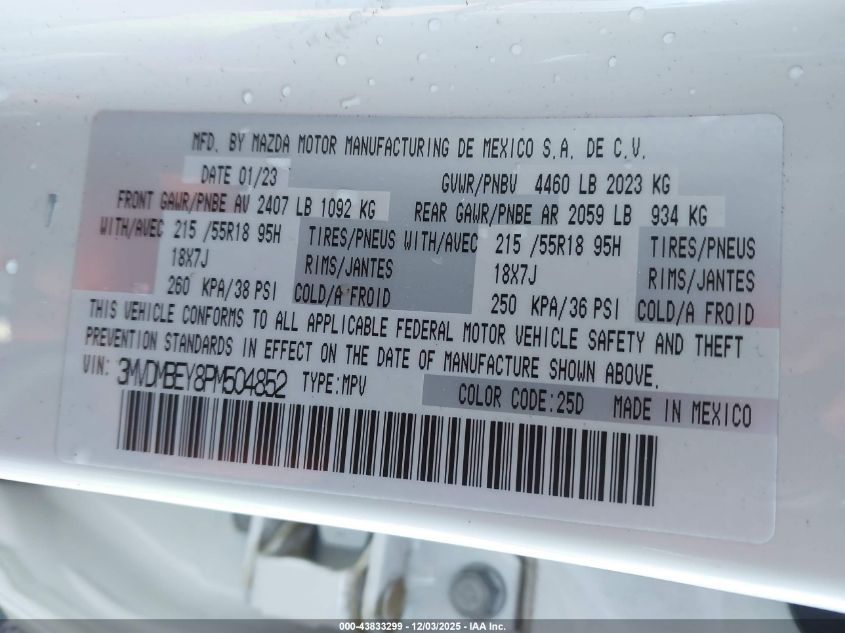 MFD. BY MAZDA MOTOR MANUFACTURING DE MEXICO S.A. DE C.V.
DATE 01/23 GVWR/PNBV 4460 LB 2023 KG
FRONT GAWR/PNBE AV 2407 LB 1092 KG REAR GAWR/PNBE AR 2059 LB 934 KG
WITH/AVEC 215 /55R18 95H TIRES/PNEUS WITH/AVEC 215 /55R18 95H TIRES/PNEUS
18X7J RIMS/JANTES 18X7J RIMS/JANTES
260 KPA/38 PSI COLD/A FROID 250 KPA/36 PSI COLD/A FROID
THIS VEHICLE CONFORMS TO ALL APPLICABLE FEDERAL MOTOR VEHICLE SAFETY AND THEFT
PREVENTION STANDARDS IN EFFECT ON THE DATE OF MANUFACTURE SHOWN ABOVE.
VIN: 3MVDMBEY8PM504852 TYPE:MPV COLOR CODE:25D MADE IN MEXICO
000-43833299 - 12/03/2025 - IAA Inc.